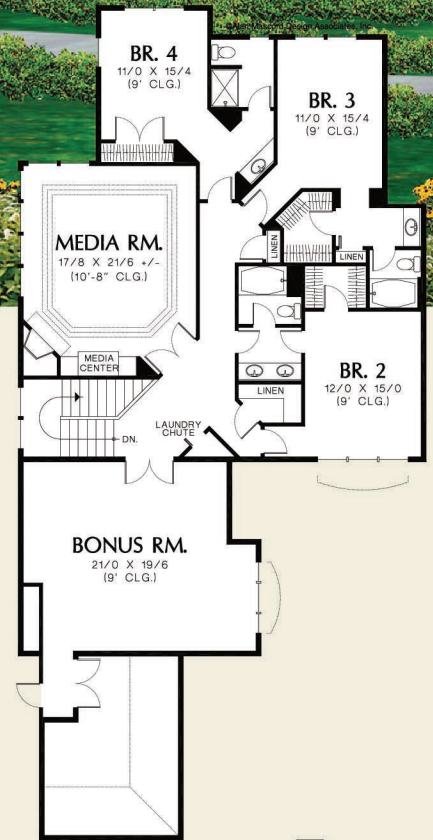 ©Alan Mascord Design Associates, Inc.
BR. 4
11/0 X 15/4
(9' CLG.)
BR. 3
11/0 X 15/4
(9' CLG.)
MEDIA RM.
17/8 X 21/6 +/-
(10'-8" CLG.)
LINEN
LINEN
MEDIA
CENTER
BR. 2
12/0 X 15/0
(9' CLG.)
LINEN
LAUNDRY
CHUTE
DN.
BONUS RM.
21/0 X 19/6
(9' CLG.)